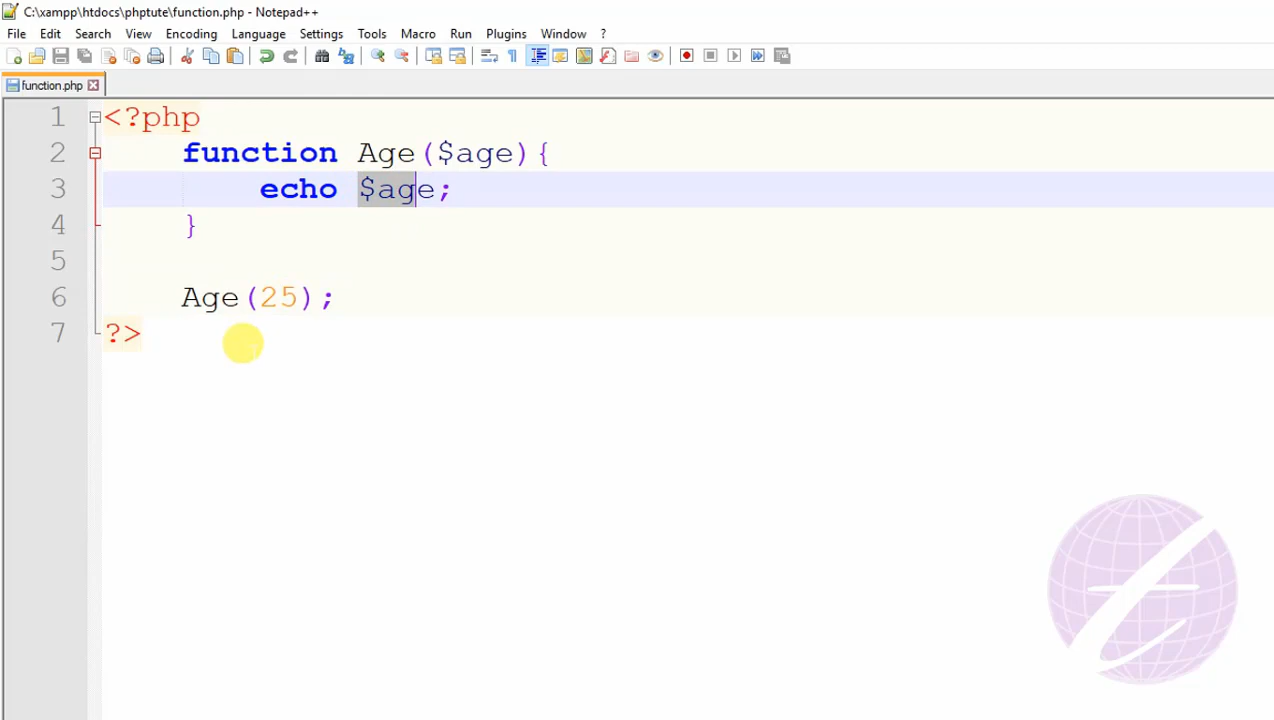 C:\xampp\htdocs\phptute\function.php - Notepad++
File Edit Search View Encoding Language Settings Tools Macro Run Plugins Window ?
function.php
1 <?php
2 function Age($age){
3 echo $age;
4 }
5
6 Age(25);
7 ?>